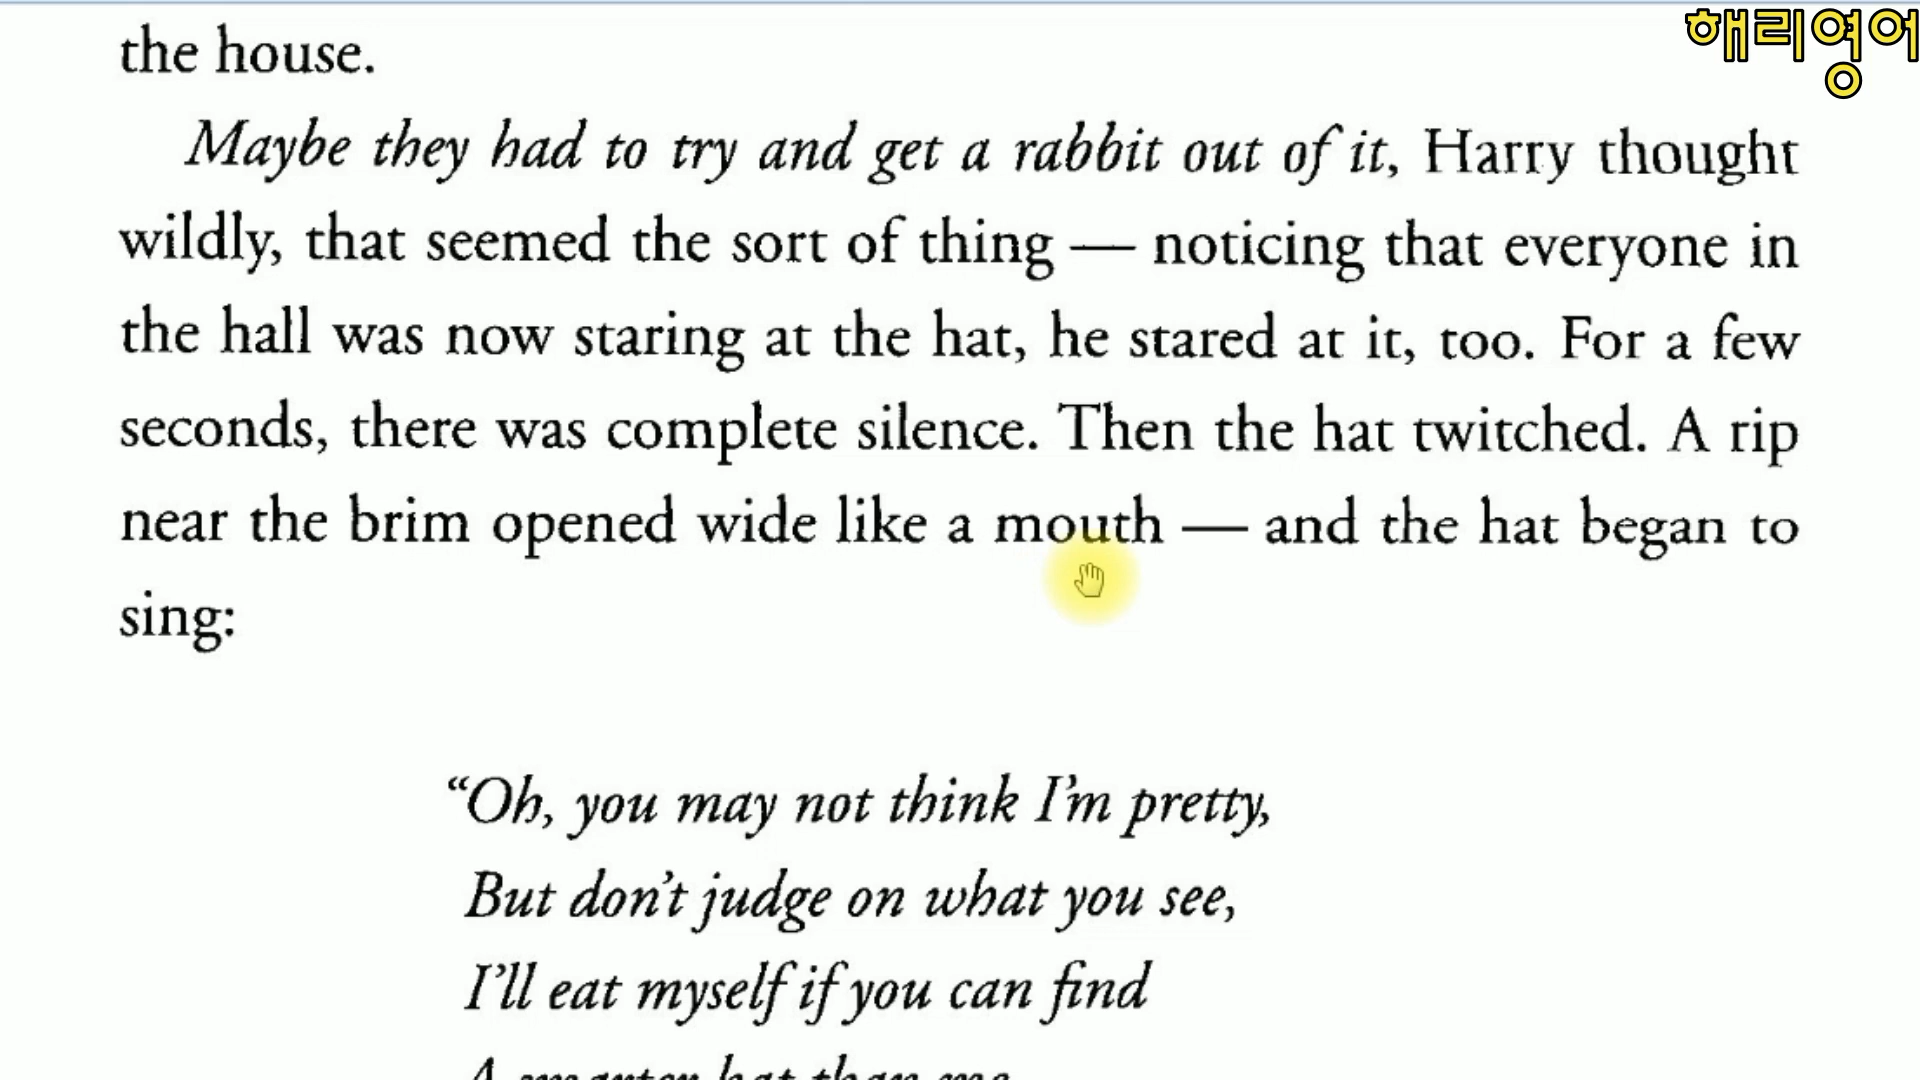 해리영어
the house.
Maybe they had to try and get a rabbit out of it, Harry thought
wildly, that seemed the sort of thing — noticing that everyone in
the hall was now staring at the hat, he stared at it, too. For a few
seconds, there was complete silence. Then the hat twitched. A rip
near the brim opened wide like a mouth — and the hat began to
sing:
“Oh, you may not think I’m pretty,
But don’t judge on what you see,
I’ll eat myself if you can find
A smarter hat than me.